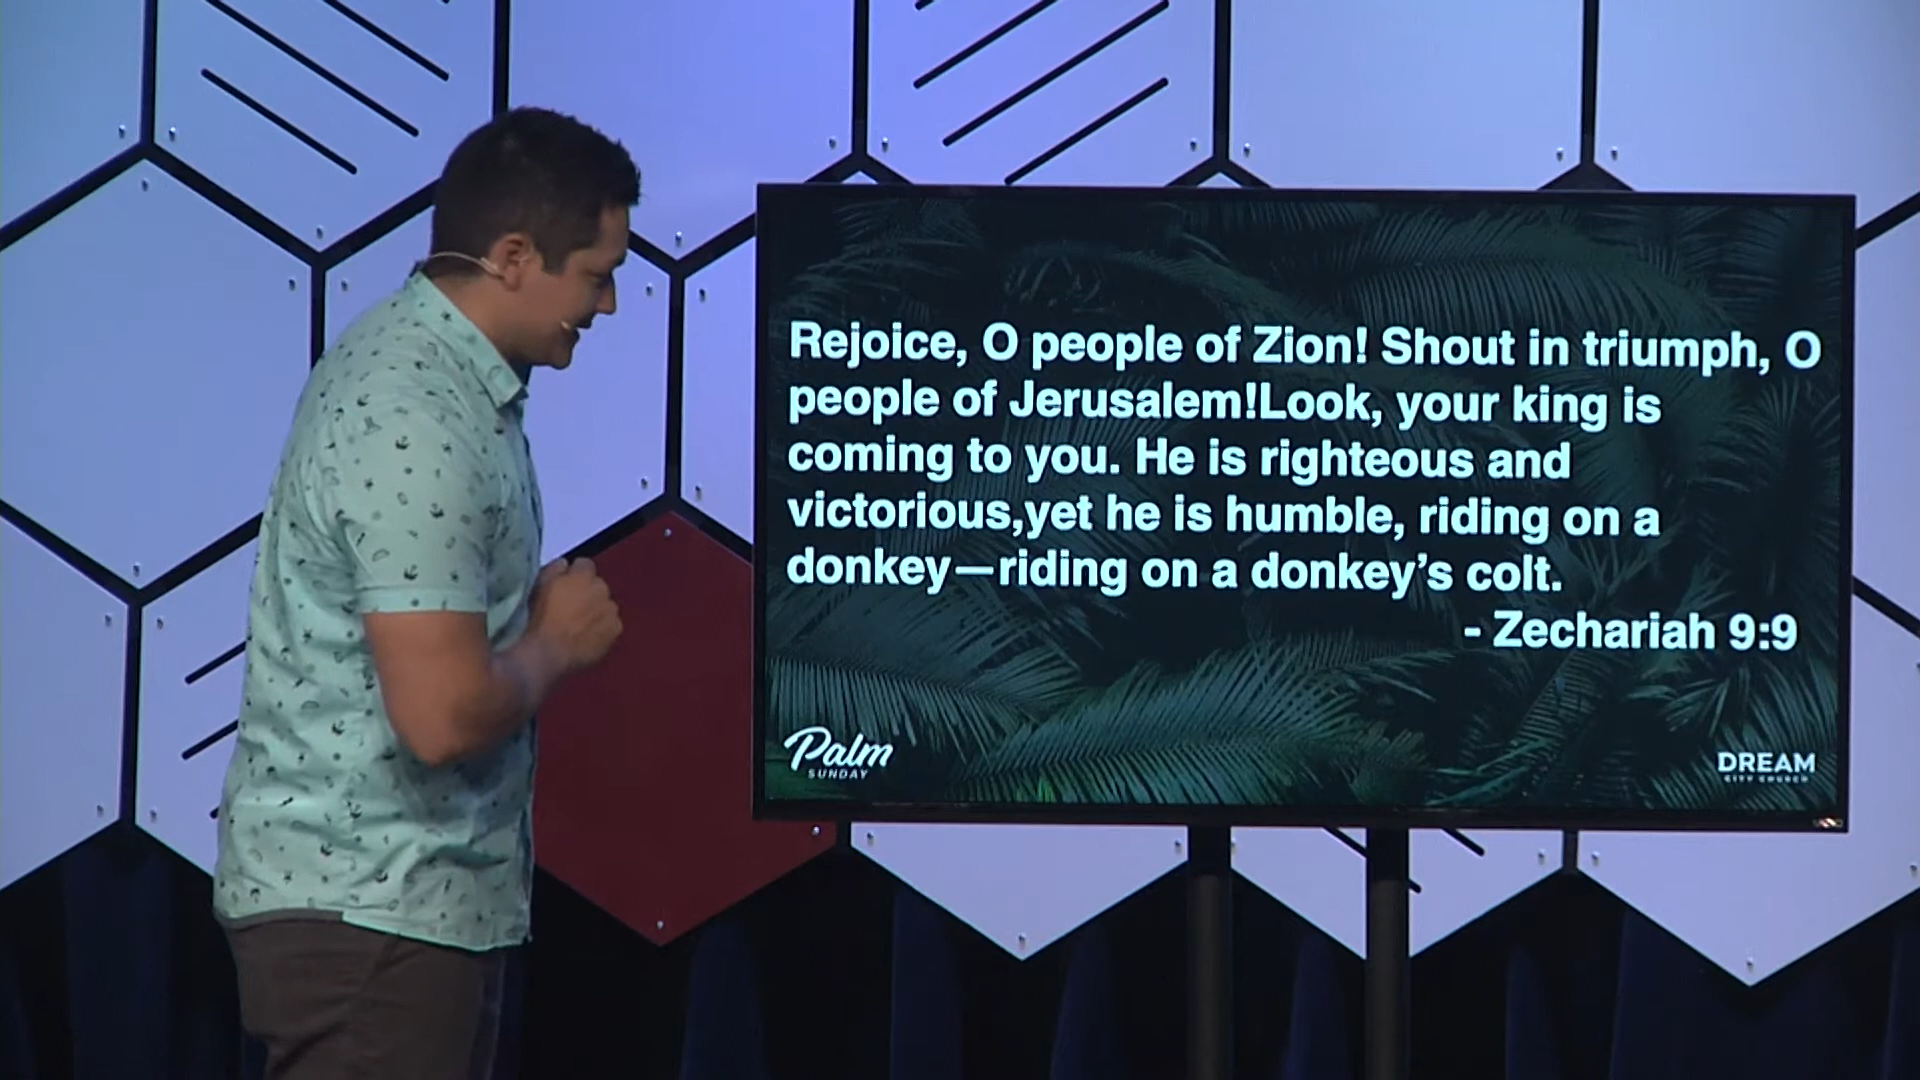 Rejoice, O people of Zion! Shout in triumph, O
people of Jerusalem!Look, your king is
coming to you. He is righteous and
victorious,yet he is humble, riding on a
donkey—riding on a donkey’s colt.
- Zechariah 9:9
Palm
SUNDAY
DREAM
CITY CHURCH